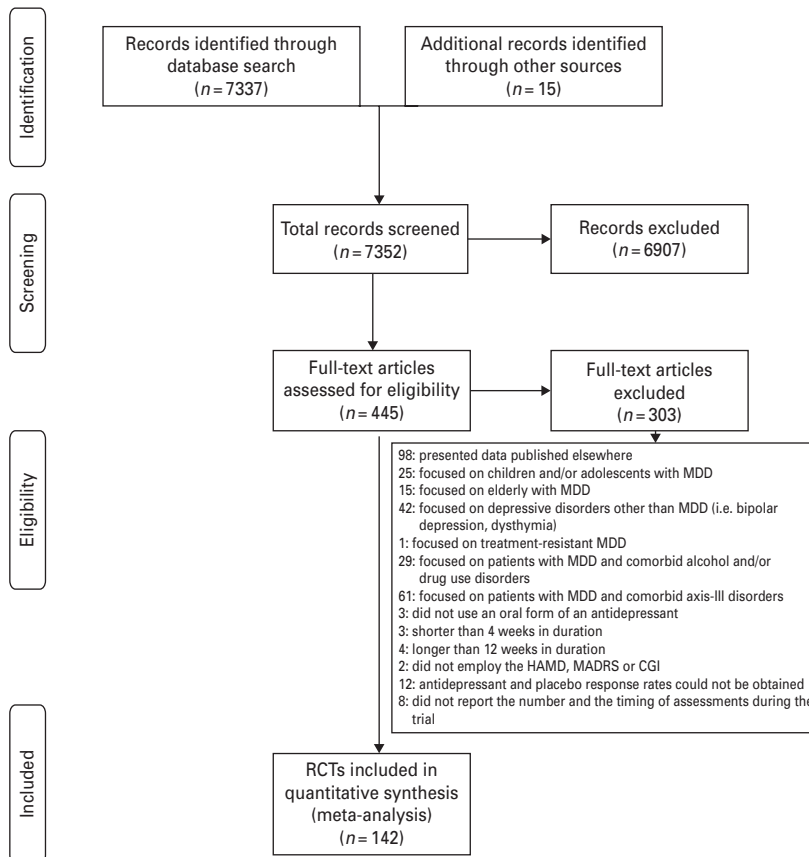 Identification
Records identified through
database search
(n = 7337)
Additional records identified
through other sources
(n = 15)
Screening
Total records screened
(n = 7352)
Records excluded
(n = 6907)
Full-text articles
assessed for eligibility
(n = 445)
Full-text articles
excluded
(n = 303)
Eligibility
98: presented data published elsewhere
25: focused on children and/or adolescents with MDD
15: focused on elderly with MDD
42: focused on depressive disorders other than MDD (i.e. bipolar
depression, dysthymia)
1: focused on treatment-resistant MDD
29: focused on patients with MDD and comorbid alcohol and/or
drug use disorders
61: focused on patients with MDD and comorbid axis-III disorders
3: did not use an oral form of an antidepressant
3: shorter than 4 weeks in duration
4: longer than 12 weeks in duration
2: did not employ the HAMD, MADRS or CGI
12: antidepressant and placebo response rates could not be obtained
8: did not report the number and the timing of assessments during the
trial
Included
RCTs included in
quantitative synthesis
(meta-analysis)
(n = 142)